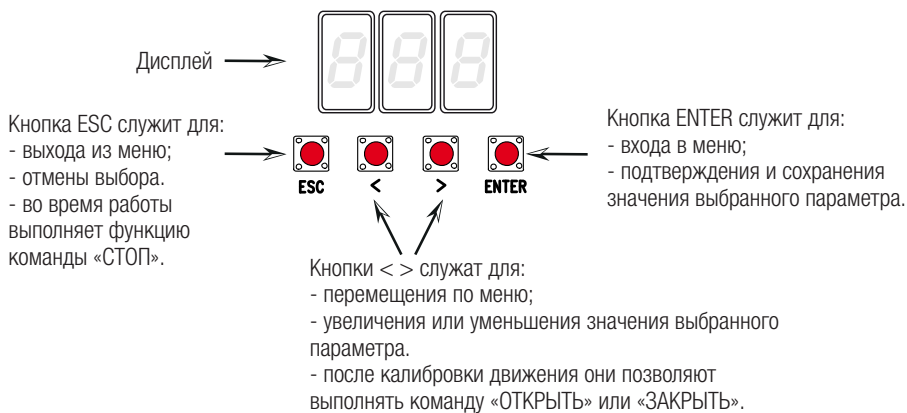 Дисплей
Кнопка ESC служит для:
- выхода из меню;
- отмены выбора.
- во время работы
выполняет функцию
команды «СТОП».
ESC
<
>
ENTER
Кнопка ENTER служит для:
- входа в меню;
- подтверждения и сохранения
значения выбранного параметра.
Кнопки < > служат для:
- перемещения по меню;
- увеличения или уменьшения значения выбранного
параметра.
- после калибровки движения они позволяют
выполнять команду «ОТКРЫТЬ» или «ЗАКРЫТЬ».